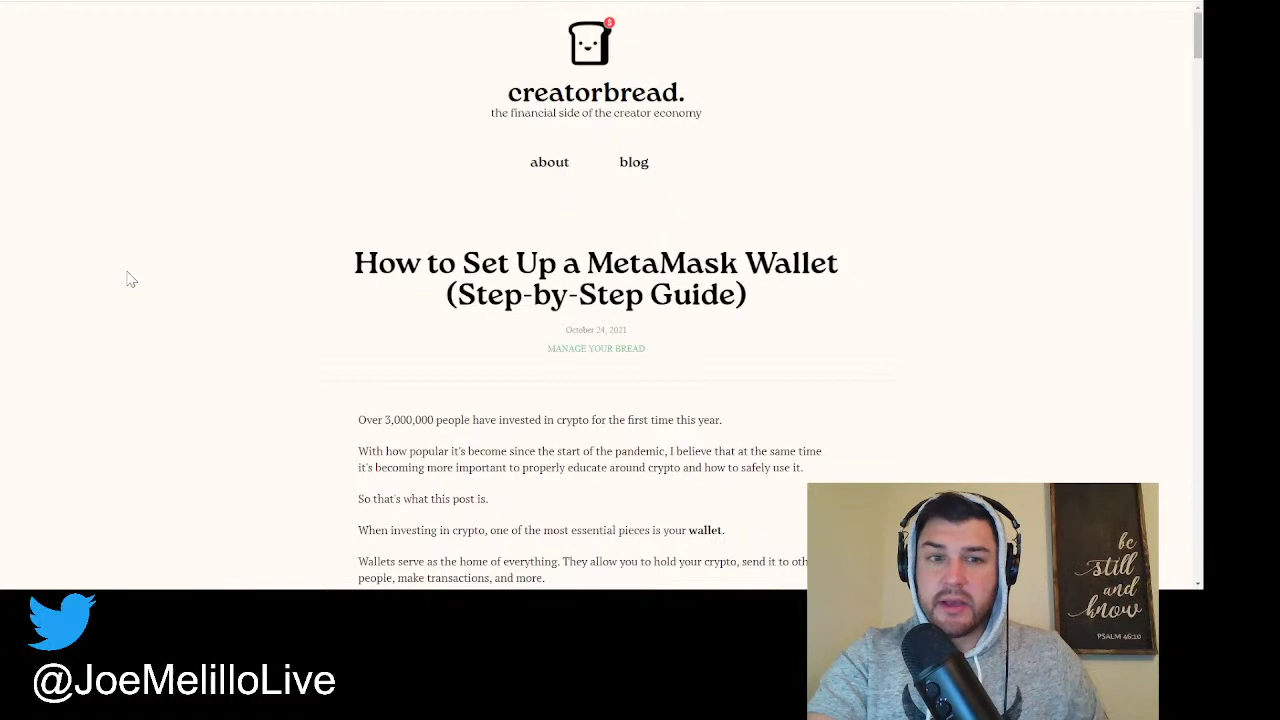 $
creatorbread.
the financial side of the creator economy
about blog
How to Set Up a MetaMask Wallet
(Step-by-Step Guide)
October 24, 2021
MANAGE YOUR BREAD
Over 3,000,000 people have invested in crypto for the first time this year.
With how popular it's become since the start of the pandemic, I believe that at the same time
it's becoming more important to properly educate around crypto and how to safely use it.
So that's what this post is.
When investing in crypto, one of the most essential pieces is your wallet.
Wallets serve as the home of everything. They allow you to hold your crypto, send it to oth
people, make transactions, and more.
be
still
and
know
PSALM 46:10
@JoeMelilloLive